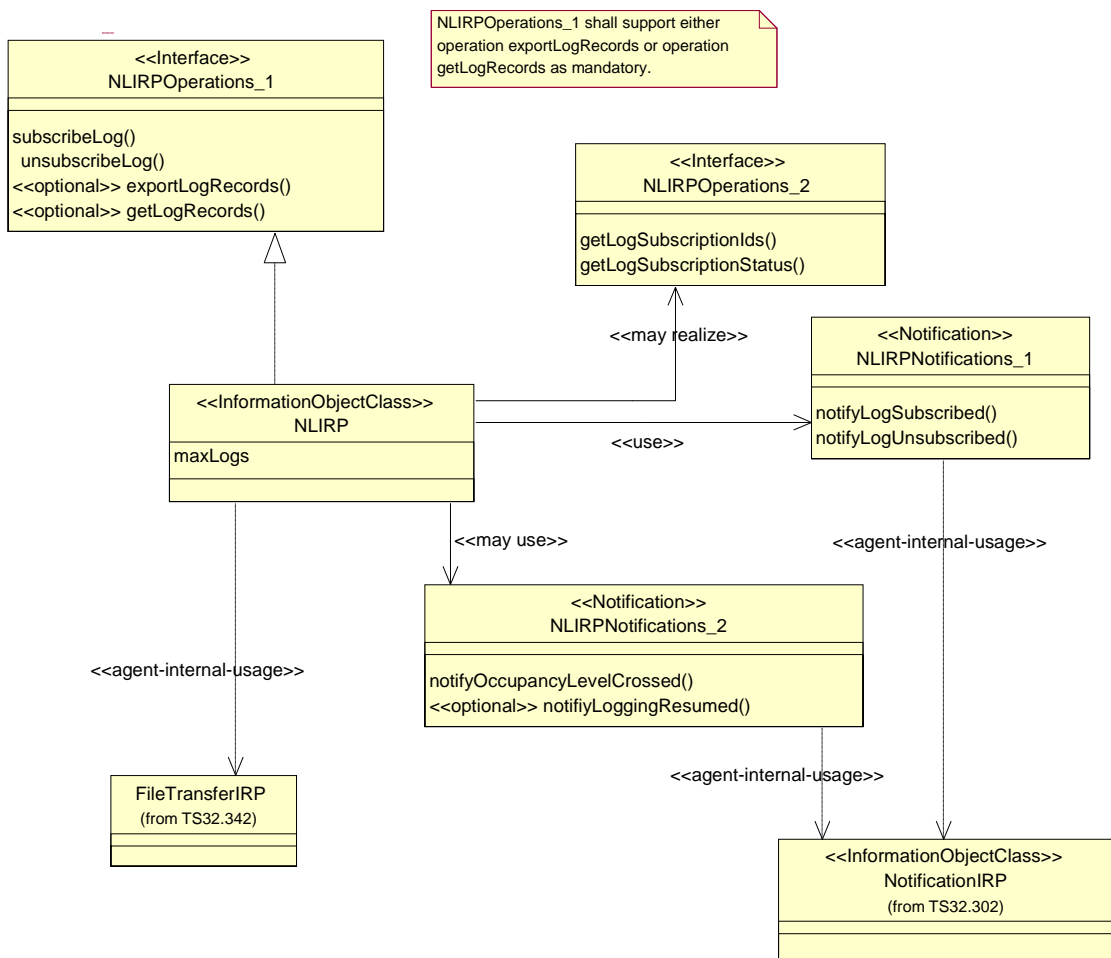 NLIRPOperations_1 shall support either
operation exportLogRecords or operation
getLogRecords as mandatory.
<<Interface>>
NLIRPOperations_1
subscribeLog()
unsubscribeLog()
<<optional>> exportLogRecords()
<<optional>> getLogRecords()
<<Interface>>
NLIRPOperations_2
getLogSubscriptionIds()
getLogSubscriptionStatus()
<<may realize>>
<<Notification>>
NLIRPNotifications_1
notifyLogSubscribed()
notifyLogUnsubscribed()
<<InformationObjectClass>>
NLIRP
maxLogs
<<use>>
<<may use>>
<<agent-internal-usage>>
<<Notification>>
NLIRPNotifications_2
notifyOccupancyLevelCrossed()
<<optional>> notifiyLoggingResumed()
<<agent-internal-usage>>
<<agent-internal-usage>>
FileTransferIRP
(from TS32.342)
<<InformationObjectClass>>
NotificationIRP
(from TS32.302)